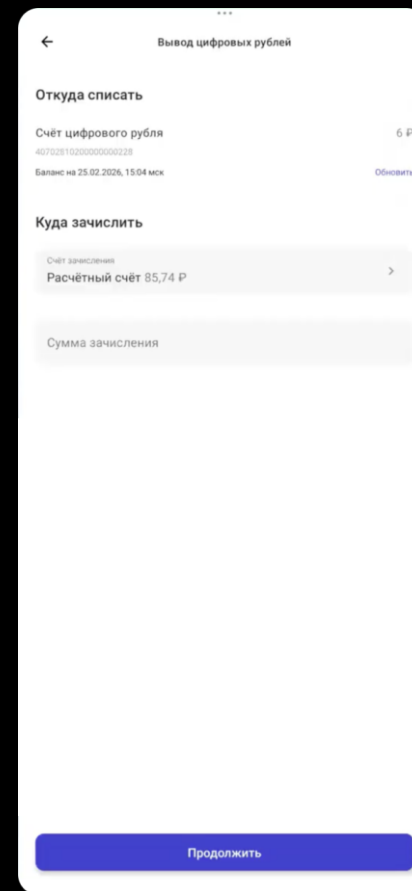 Вывод цифровых рублей
Откуда списать
Счёт цифрового рубля 6 ₽
40702810200000000228
Баланс на 25.02.2026, 15:04 мск Обновить
Куда зачислить
Счёт зачисления
Расчётный счёт 85,74 ₽
Сумма зачисления
Продолжить